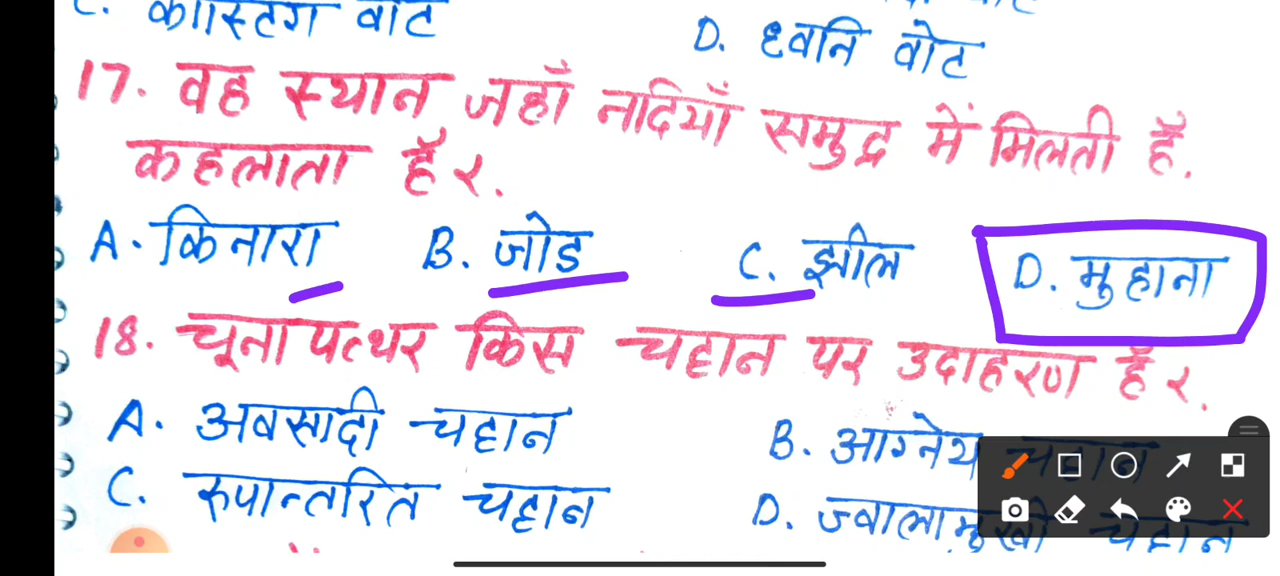 C. कास्टिंग वोट
D. ध्वनि वोट
17. वह स्थान जहाँ नदियाँ समुद्र में मिलती हैं.
कहलाता है र.
A. किनारा B. जोड C. झील D. मुहाना
18. चूना पत्थर किस चट्टान पर उदाहरण है र.
A. अवसादी चट्टान B. आग्नेय चट्टान
C. रुपान्तरित चट्टान D. ज्वालामुखी चट्टान